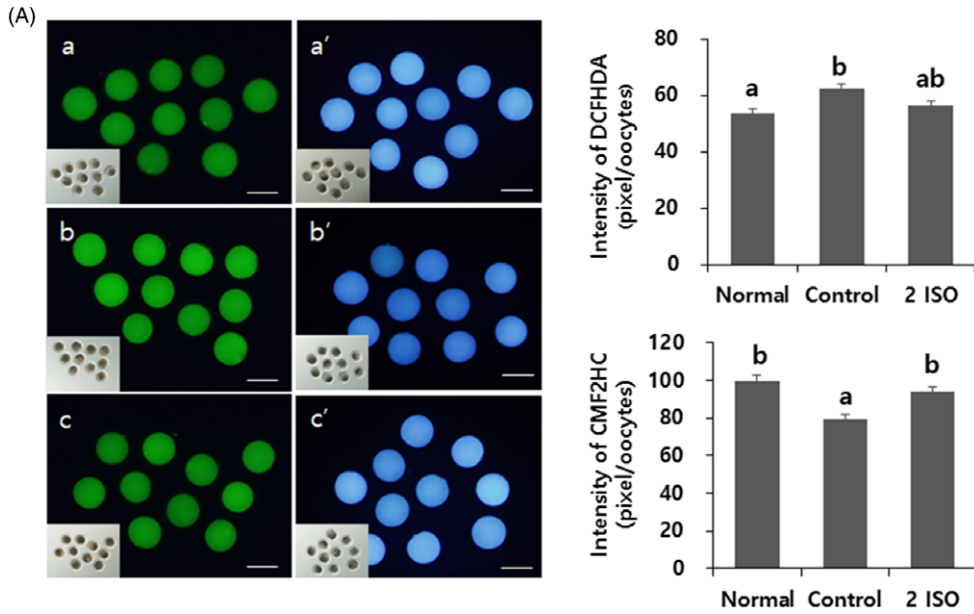 (A)
a
a'
b
b'
c
c'
Intensity of DCFHDA
(pixel/oocytes)
80
60
40
20
0
a
b
ab
Normal
Control
2 ISO
Intensity of CMF2HC
(pixel/oocytes)
120
100
80
60
40
20
0
b
a
b
Normal
Control
2 ISO